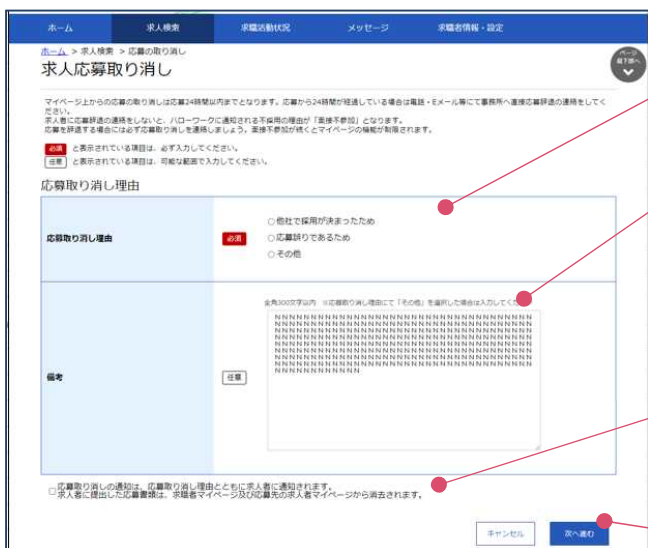 ホーム　求人検索　求職活動状況　メッセージ　求職者情報・設定
ホーム > 求人検索 > 応募の取り消し
ページ
最下部へ
求人応募取り消し
マイページ上からの応募の取り消しは応募24時間以内までとなります。応募から24時間が経過している場合は電話・Eメール等にて事務所へ直接応募辞退の連絡をしてく
ださい。
求人者に応募辞退の連絡をしないと、ハローワークに通知される不採用の理由が「面接不参加」となります。
応募を辞退する場合には必ず応募取り消しを連絡しましょう。面接不参加が続くとマイページの機能が制限されます。
必須 と表示されている項目は、必ず入力してください。
任意 と表示されている項目は、可能な範囲で入力してください。
応募取り消し理由
応募取り消し理由　必須
他社で採用が決まったため
応募誤りであるため
その他
全角300文字以内　※応募取り消し理由にて「その他」を選択した場合は入力してくだ
備考　任意
応募取り消しの通知は、応募取り消し理由とともに求人者に通知されます。
求人者に提出した応募書類は、求職者マイページ及び応募先の求人者マイページから消去されます。
キャンセル　次へ進む